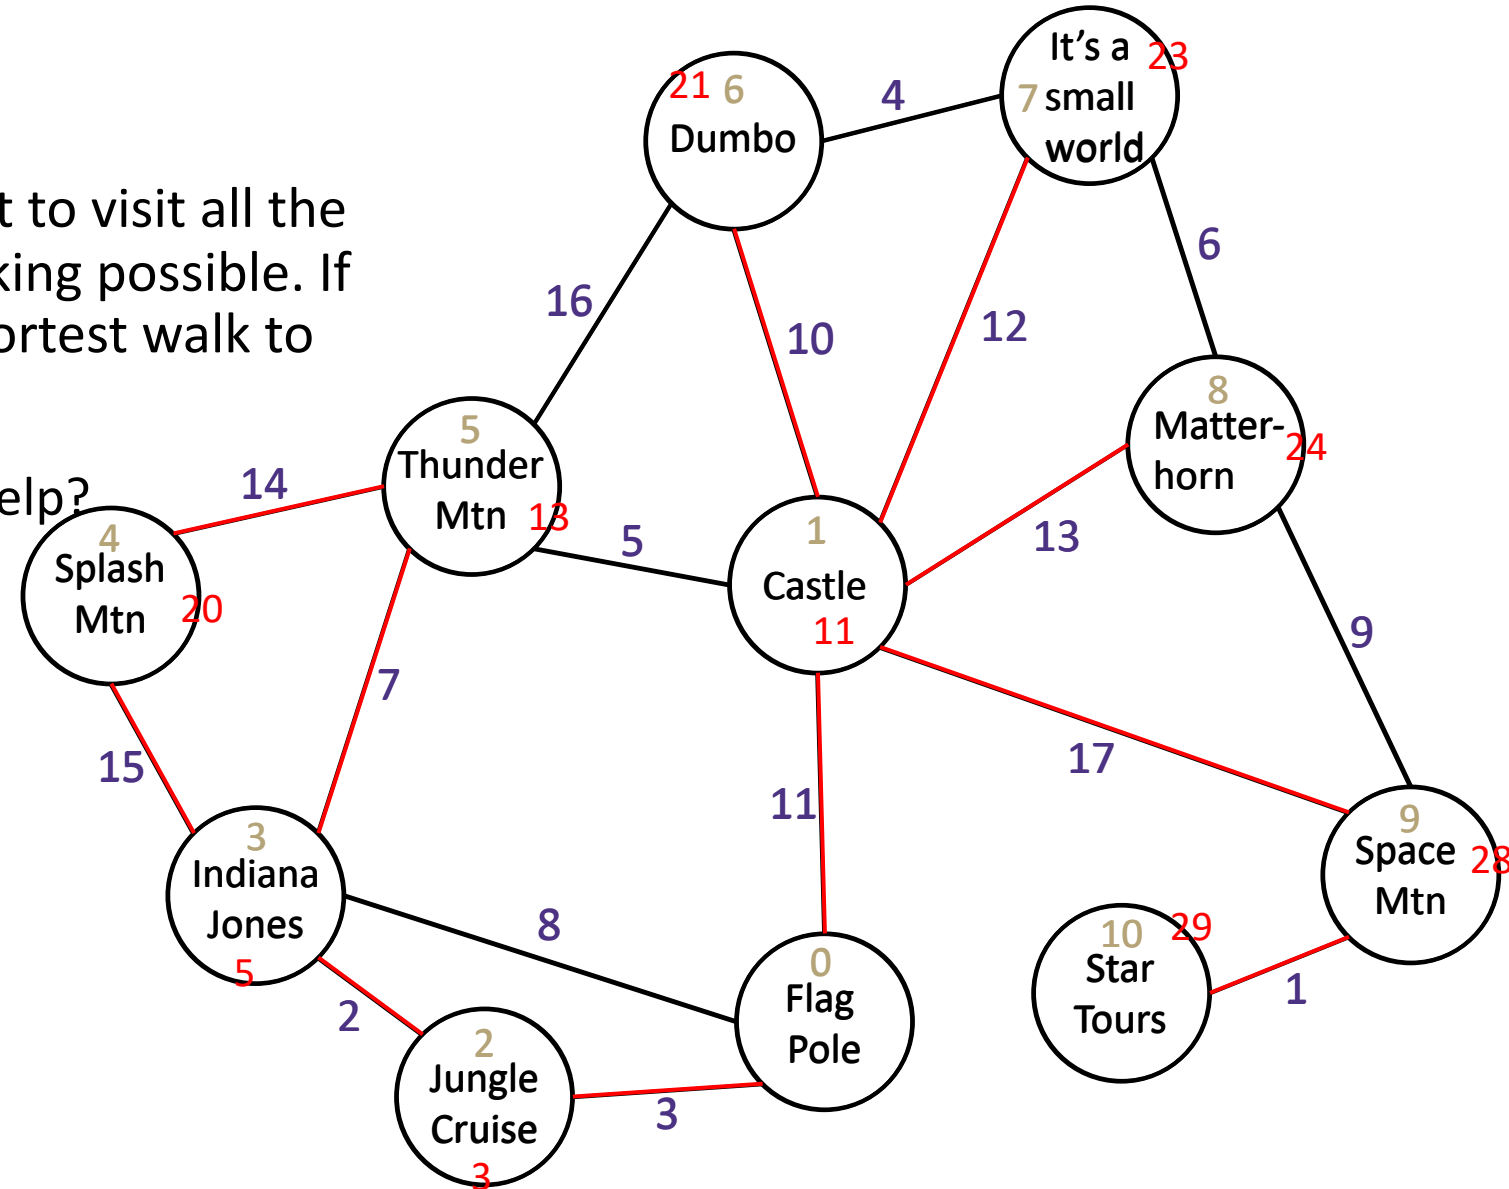 t to visit all the
king possible. If
ortest walk to
elp?
21 6
Dumbo
4
It's a
23
7 small
world
16
10
12
6
5
Thunder
Mtn 13
14
5
4
Splash
Mtn
20
1
Castle
11
13
8
Matter-
24
horn
7
15
9
17
11
3
Indiana
Jones
5
8
2
2
Jungle
Cruise
3
3
0
Flag
Pole
9
Space
28
Mtn
10
29
Star
Tours
1